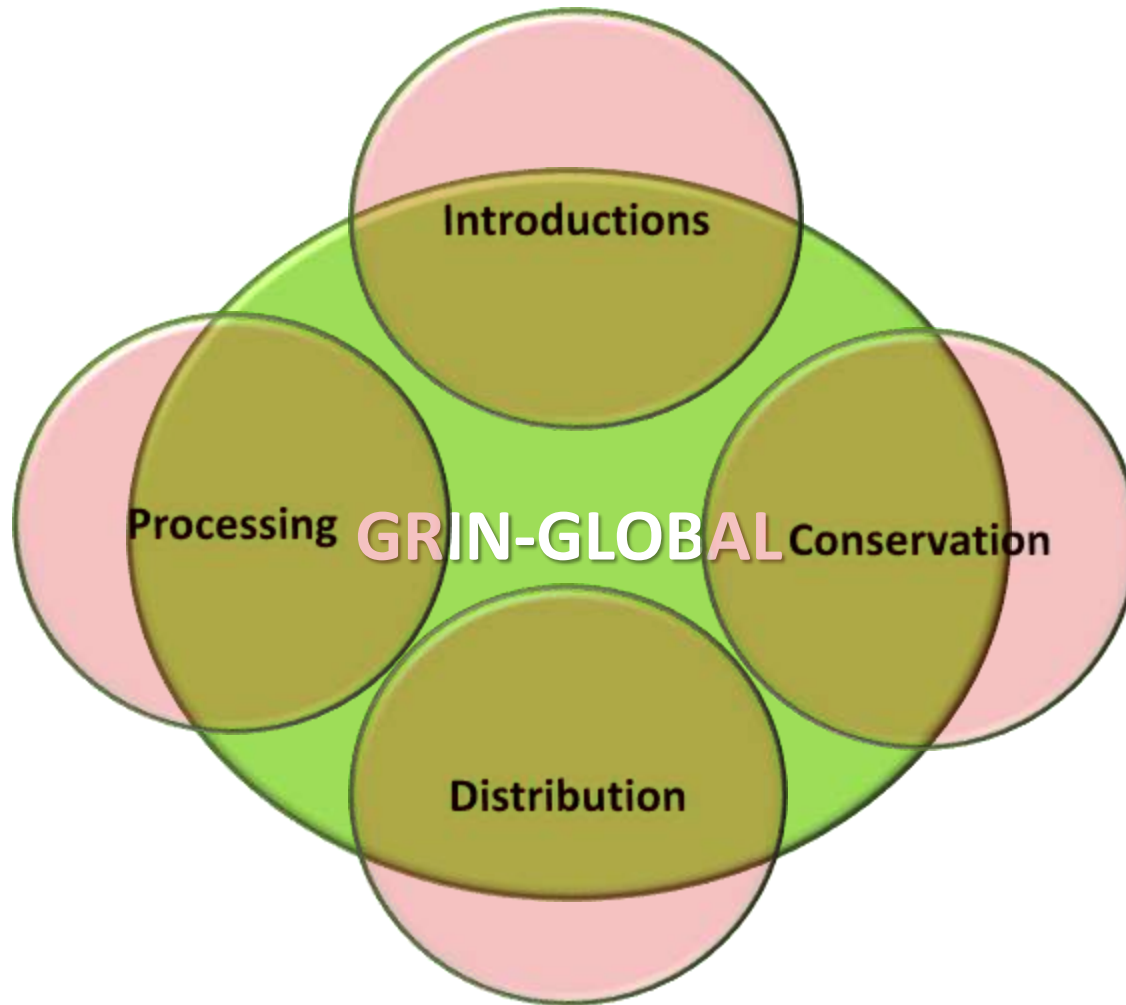 Introductions
Processing
GRIN-GLOBAL
Conservation
Distribution